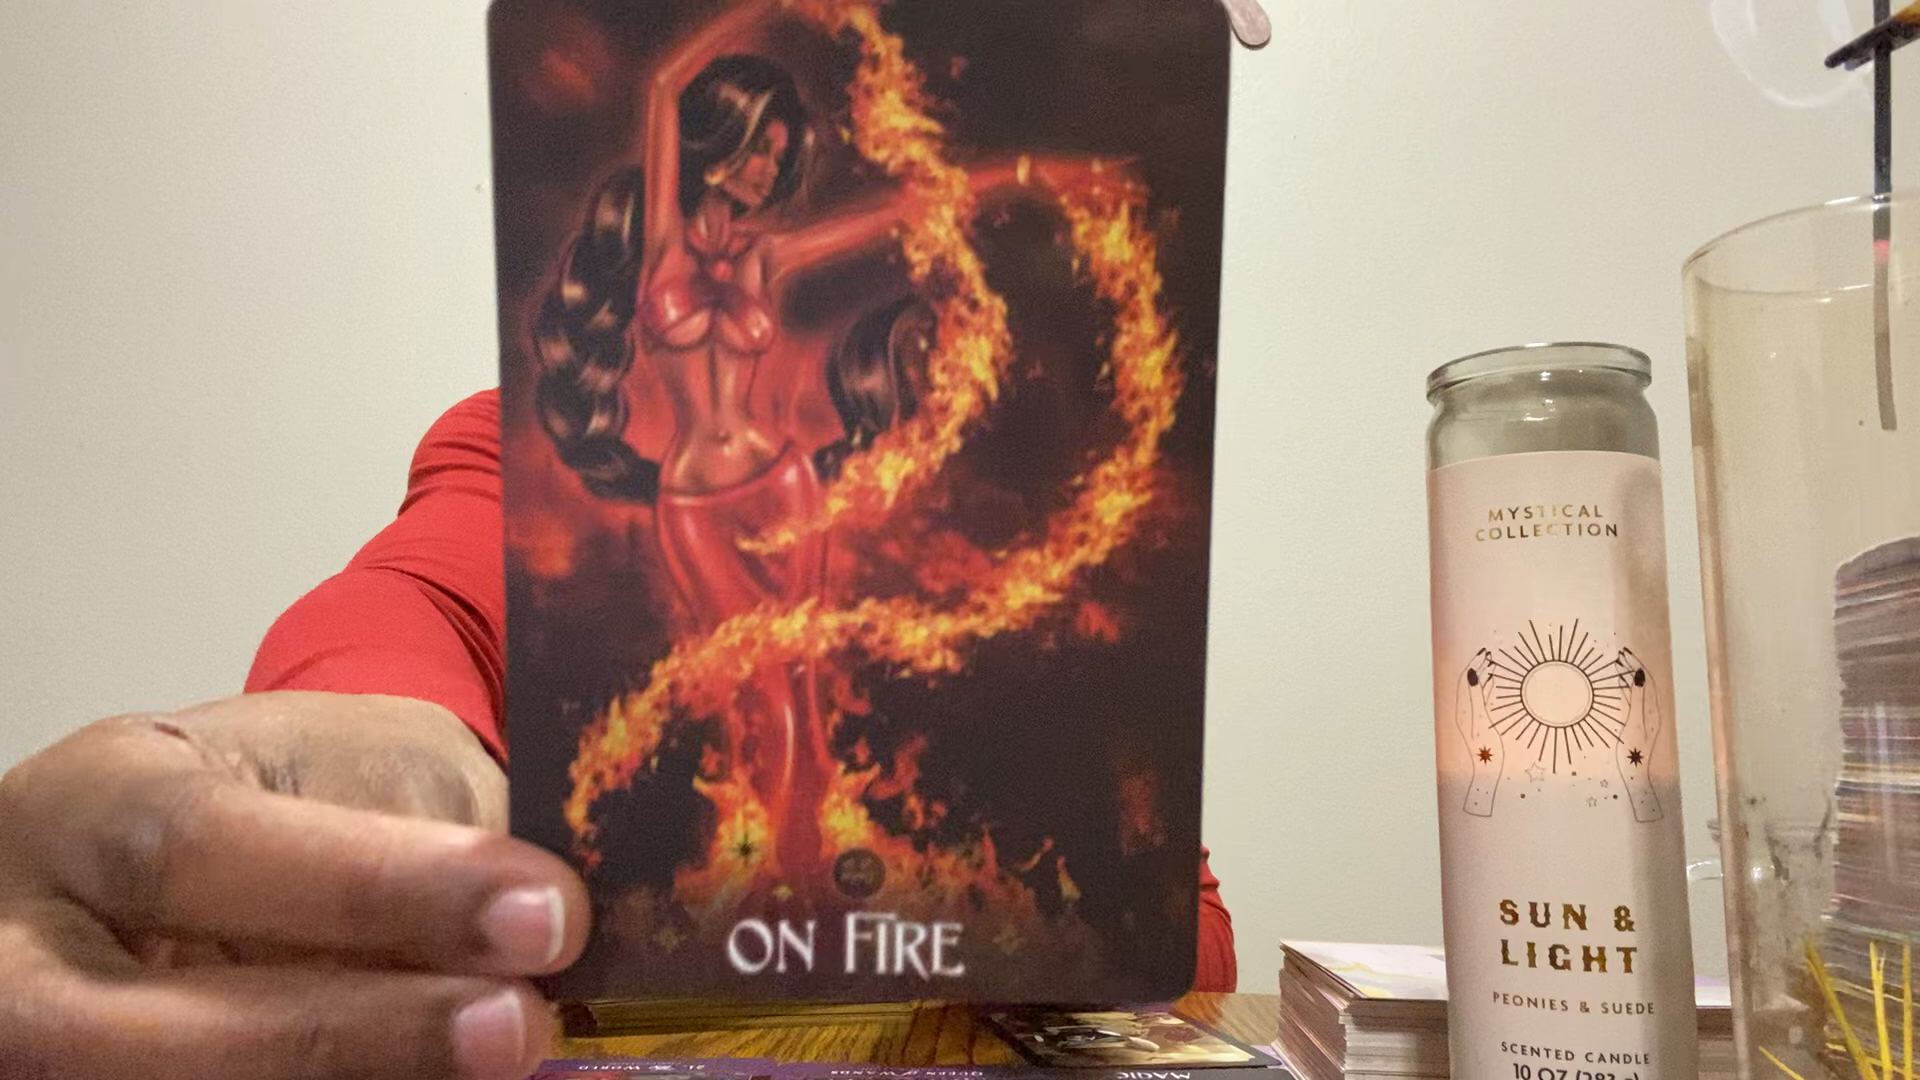 ON FIRE
MYSTICAL
COLLECTION
SUN &
LIGHT
PEONIES & SUEDE
SCENTED CANDLE
10 OZ (283 g)
21 WORLD
QUEEN of WANDS
MAGIC